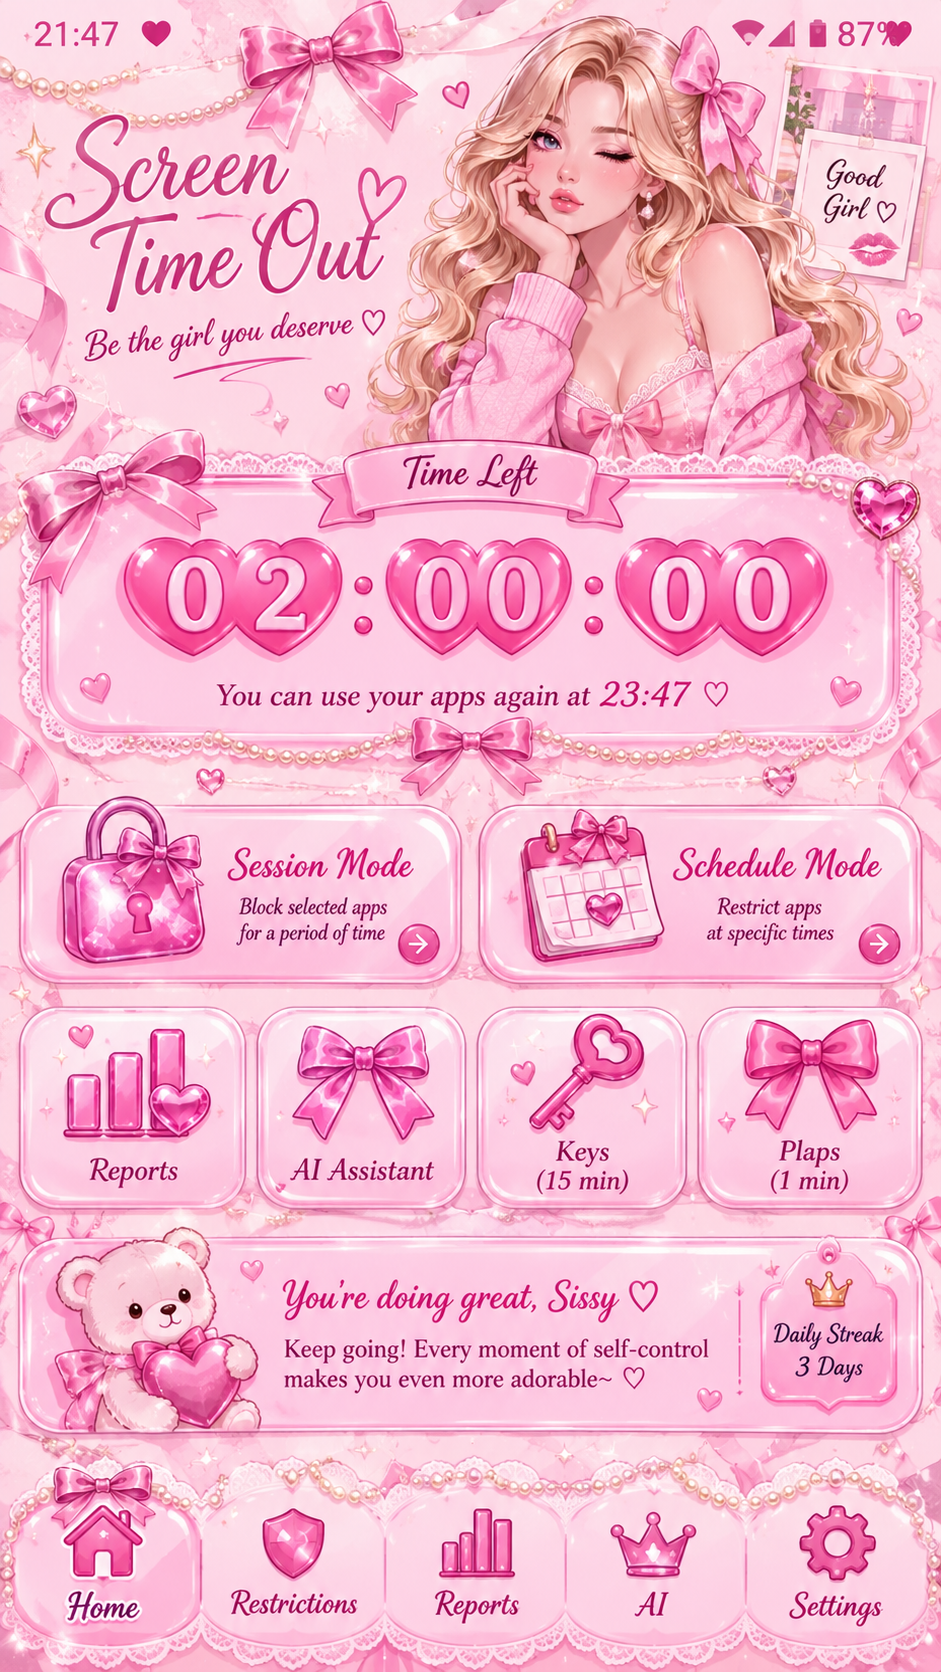 21:47
87%
Screen
Time Out
Be the girl you deserve ♡
Good
Girl ♡
Time Left
02:00:00
You can use your apps again at 23:47 ♡
Session Mode
Block selected apps
for a period of time
Schedule Mode
Restrict apps
at specific times
Reports
AI Assistant
Keys
(15 min)
Plaps
(1 min)
You're doing great, Sissy ♡
Keep going! Every moment of self-control
makes you even more adorable~ ♡
Daily Streak
3 Days
Home
Restrictions
Reports
AI
Settings